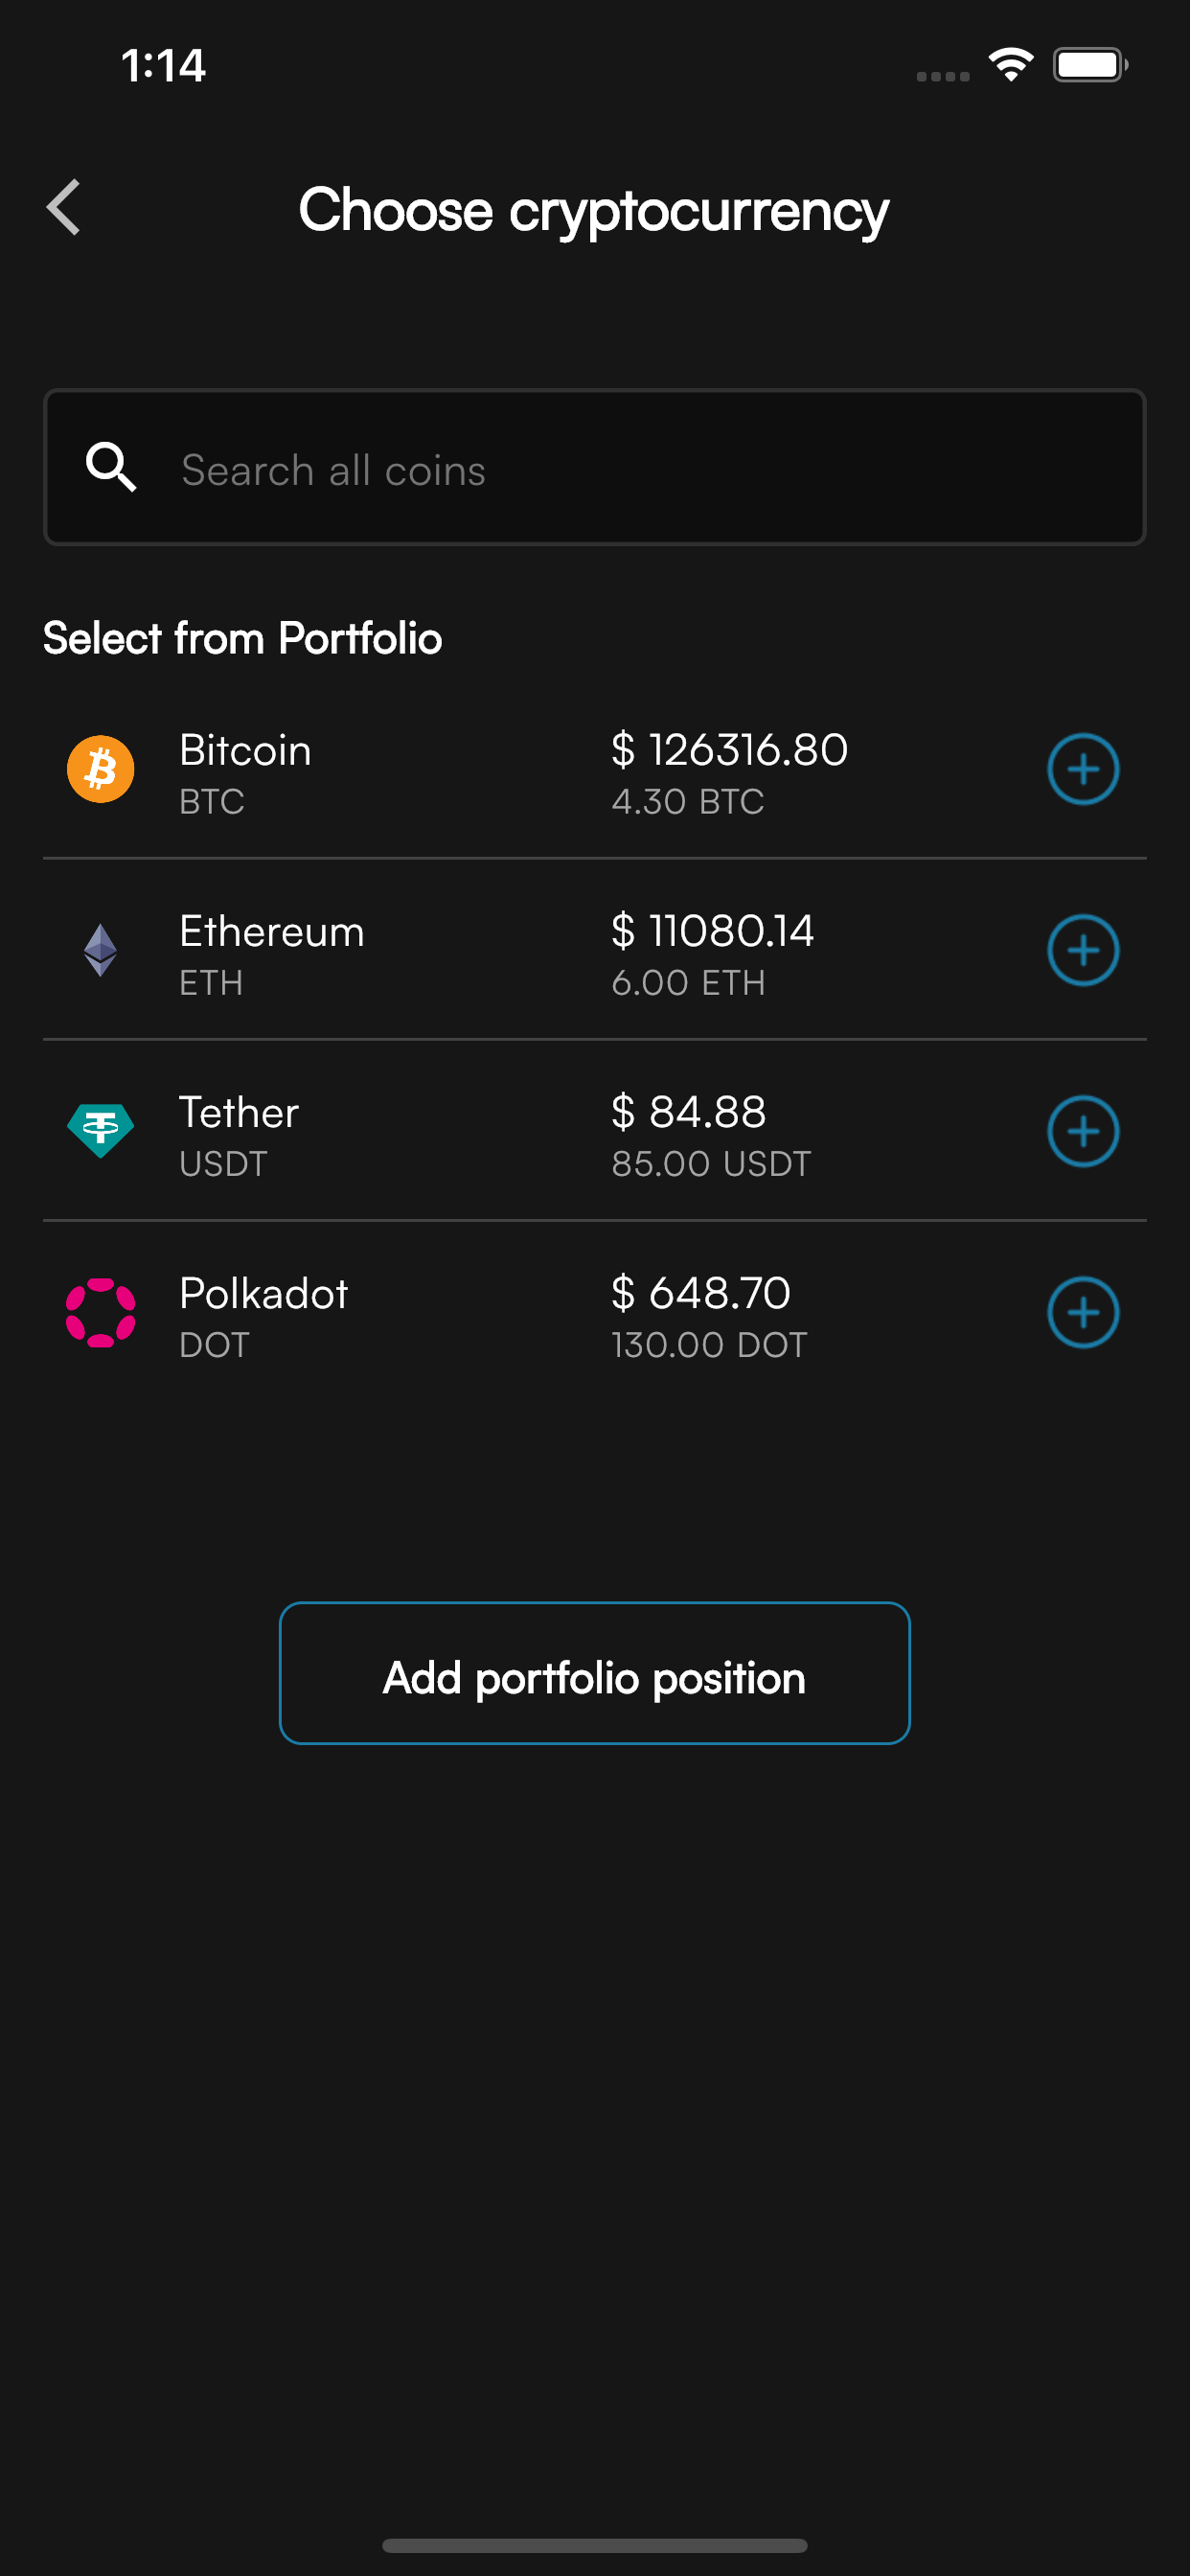 1:14
Choose cryptocurrency
Search all coins
Select from Portfolio
Bitcoin
BTC
$ 126316.80
4.30 BTC
Ethereum
ETH
$ 11080.14
6.00 ETH
Tether
USDT
$ 84.88
85.00 USDT
Polkadot
DOT
$ 648.70
130.00 DOT
Add portfolio position